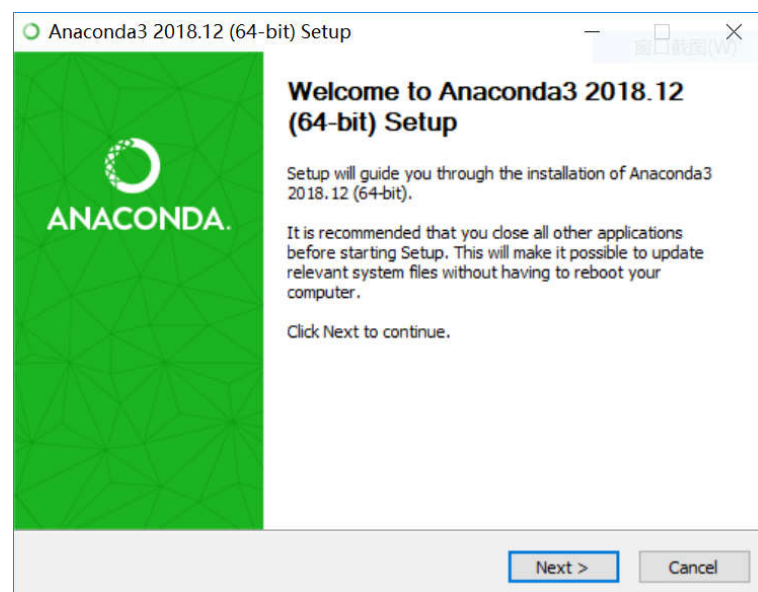 Anaconda3 2018.12 (64-bit) Setup
窗口截图(W)
Welcome to Anaconda3 2018.12
(64-bit) Setup
ANACONDA.
Setup will guide you through the installation of Anaconda3
2018.12 (64-bit).
It is recommended that you close all other applications
before starting Setup. This will make it possible to update
relevant system files without having to reboot your
computer.
Click Next to continue.
Next >
Cancel